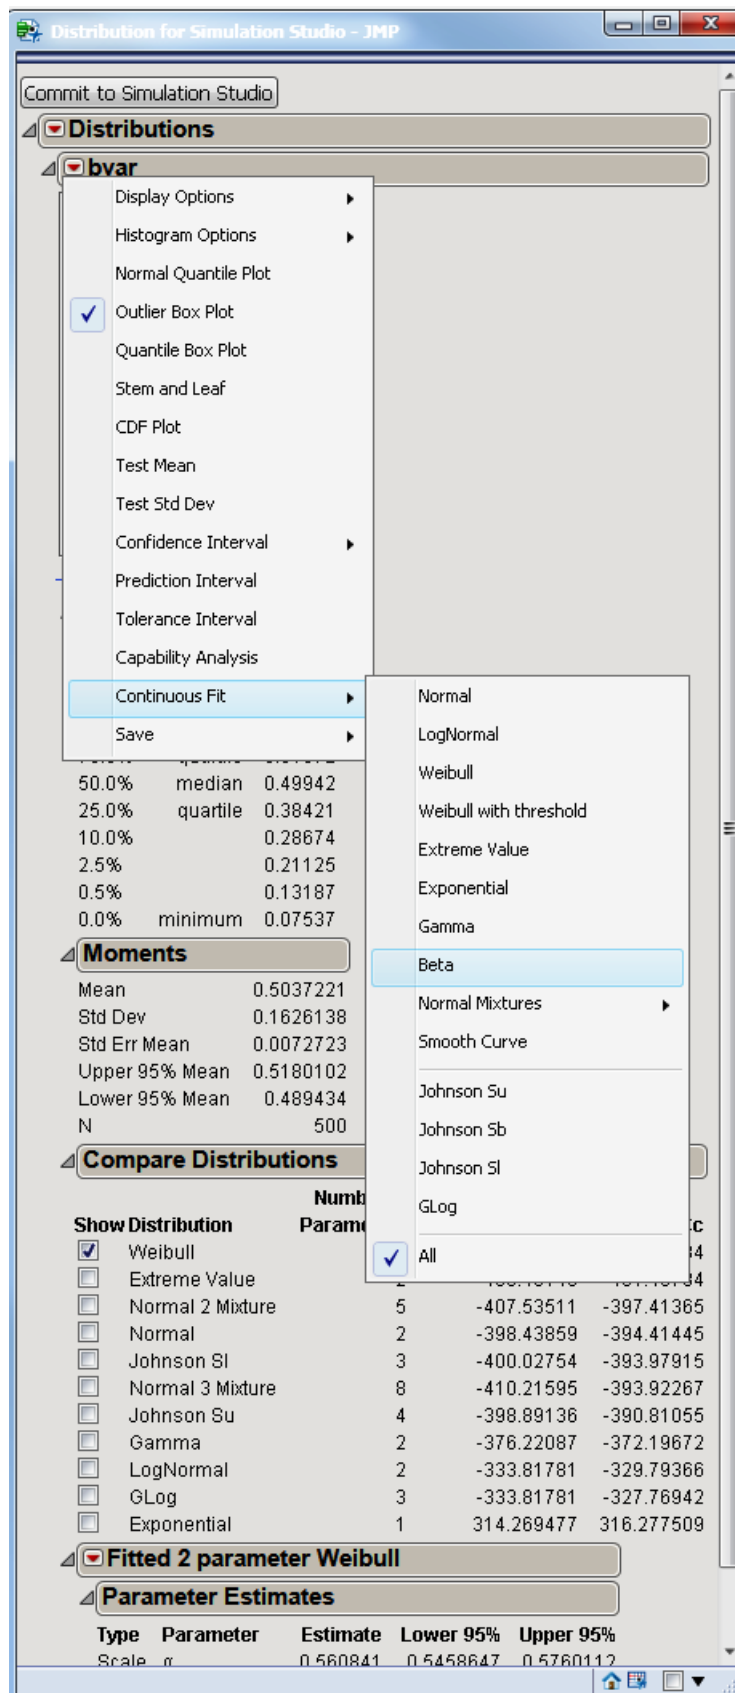 Distribution for Simulation Studio - JMP
Commit to Simulation Studio
Distributions
bvar
Display Options
Histogram Options
Normal Quantile Plot
Outlier Box Plot
Quantile Box Plot
Stem and Leaf
CDF Plot
Test Mean
Test Std Dev
Confidence Interval
Prediction Interval
Tolerance Interval
Capability Analysis
Continuous Fit
Save
Normal
LogNormal
Weibull
Weibull with threshold
Extreme Value
Exponential
Gamma
Beta
Normal Mixtures
Smooth Curve
Johnson Su
Johnson Sb
Johnson Sl
GLog
All
50.0% median 0.49942
25.0% quartile 0.38421
10.0% 0.28674
2.5% 0.21125
0.5% 0.13187
0.0% minimum 0.07537
Moments
Mean 0.5037221
Std Dev 0.1626138
Std Err Mean 0.0072723
Upper 95% Mean 0.5180102
Lower 95% Mean 0.489434
N 500
Compare Distributions
Show Distribution
Weibull
Extreme Value
Normal 2 Mixture 5 -407.53511 -397.41365
Normal 2 -398.43859 -394.41445
Johnson Sl 3 -400.02754 -393.97915
Normal 3 Mixture 8 -410.21595 -393.92267
Johnson Su 4 -398.89136 -390.81055
Gamma 2 -376.22087 -372.19672
LogNormal 2 -333.81781 -329.79366
GLog 3 -333.81781 -327.76942
Exponential 1 314.269477 316.277509
Fitted 2 parameter Weibull
Parameter Estimates
Type Parameter Estimate Lower 95% Upper 95%
Scale α 0.560841 0.5458647 0.5760112